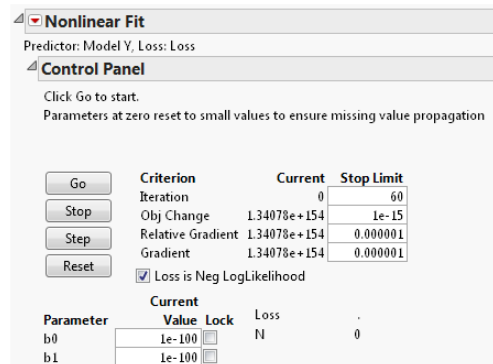 Nonlinear Fit
Predictor: Model Y, Loss: Loss
Control Panel
Click Go to start.
Parameters at zero reset to small values to ensure missing value propagation
Go
Stop
Step
Reset
Criterion Current Stop Limit
Iteration 0 60
Obj Change 1.34078e+154 1e-15
Relative Gradient 1.34078e+154 0.000001
Gradient 1.34078e+154 0.000001
Loss is Neg LogLikelihood
Current
Parameter Value Lock
b0 1e-100
b1 1e-100
Loss .
N 0